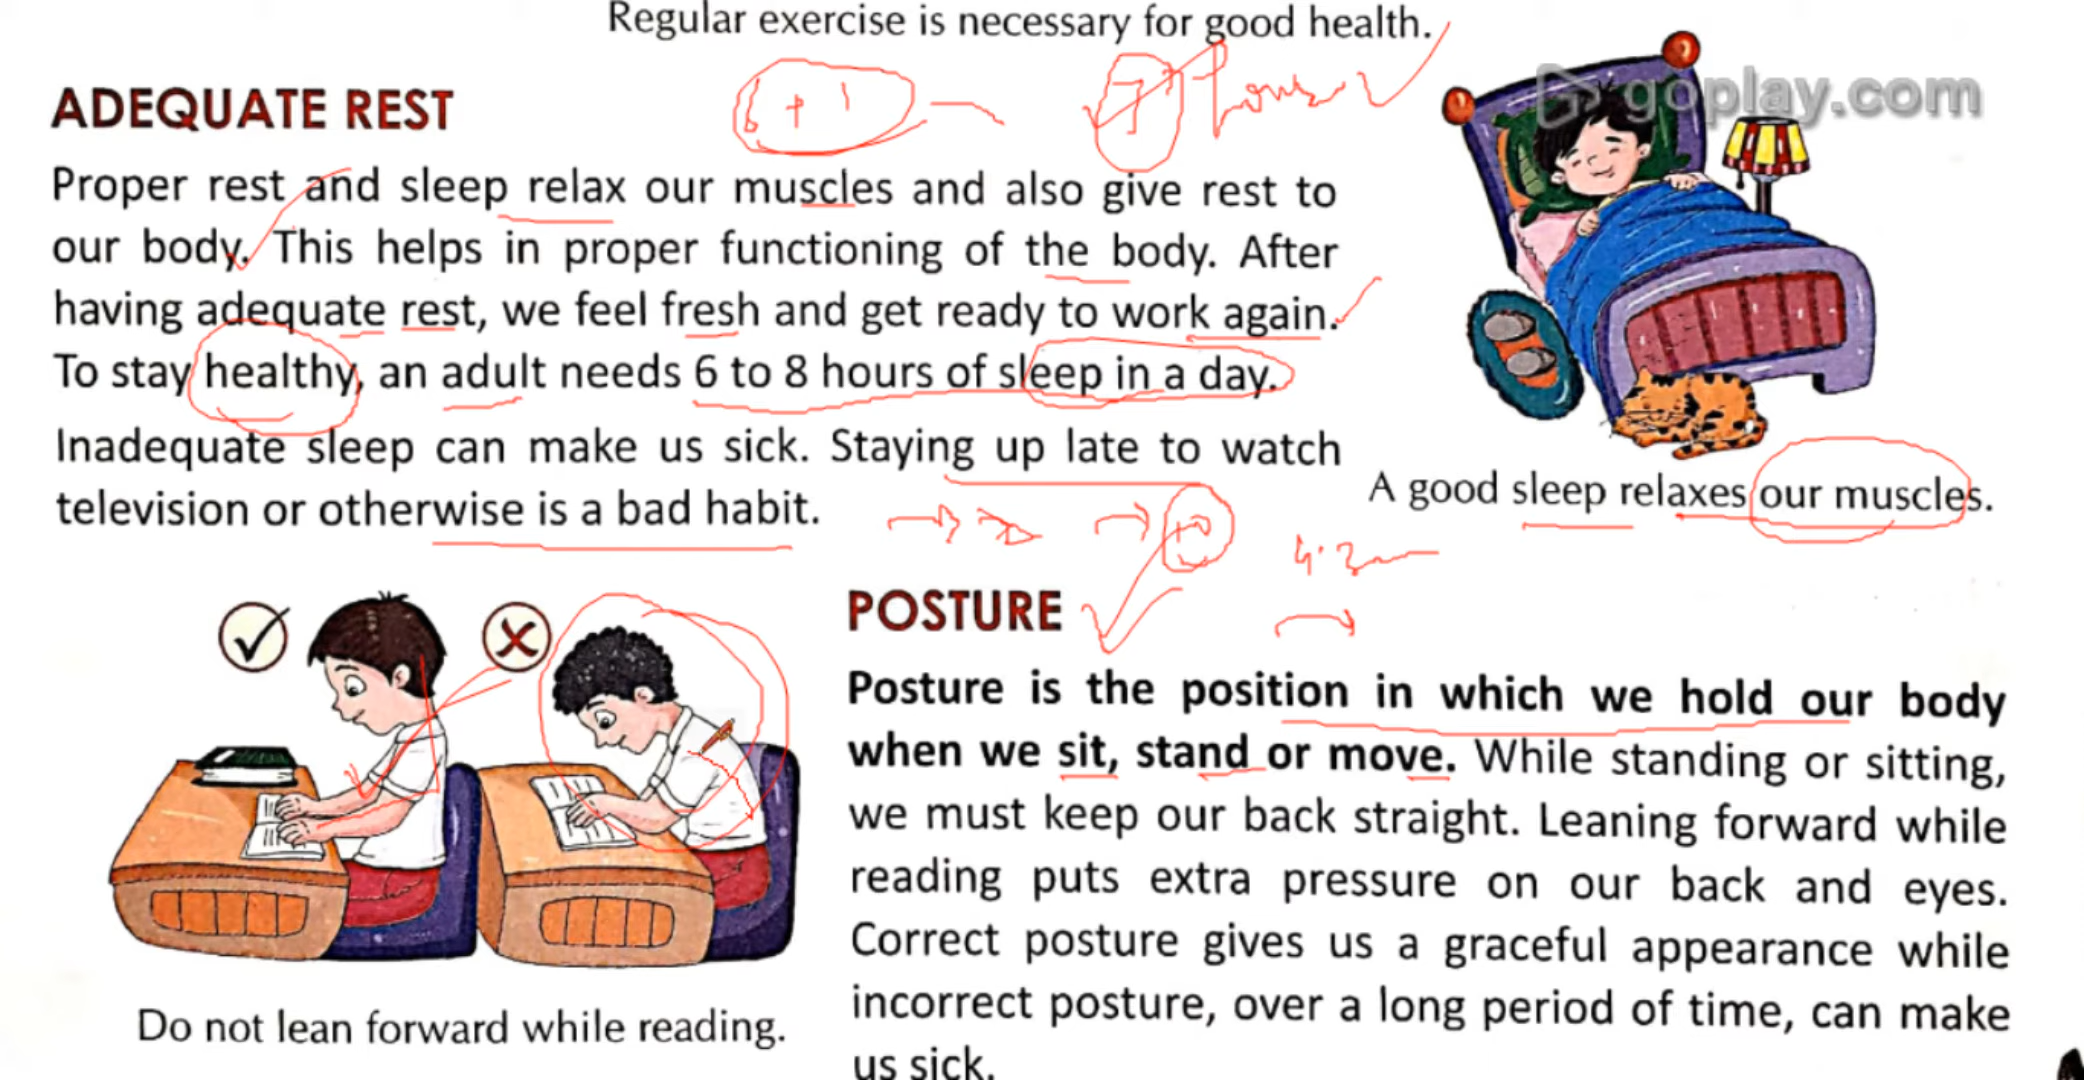 Regular exercise is necessary for good health.
goplay.com
ADEQUATE REST
6 + 1
7 hours
Proper rest and sleep relax our muscles and also give rest to
our body. This helps in proper functioning of the body. After
having adequate rest, we feel fresh and get ready to work again.
To stay healthy, an adult needs 6 to 8 hours of sleep in a day.
Inadequate sleep can make us sick. Staying up late to watch
television or otherwise is a bad habit.
A good sleep relaxes our muscles.
POSTURE
Posture is the position in which we hold our body
when we sit, stand or move. While standing or sitting,
we must keep our back straight. Leaning forward while
reading puts extra pressure on our back and eyes.
Correct posture gives us a graceful appearance while
incorrect posture, over a long period of time, can make
us sick.
Do not lean forward while reading.